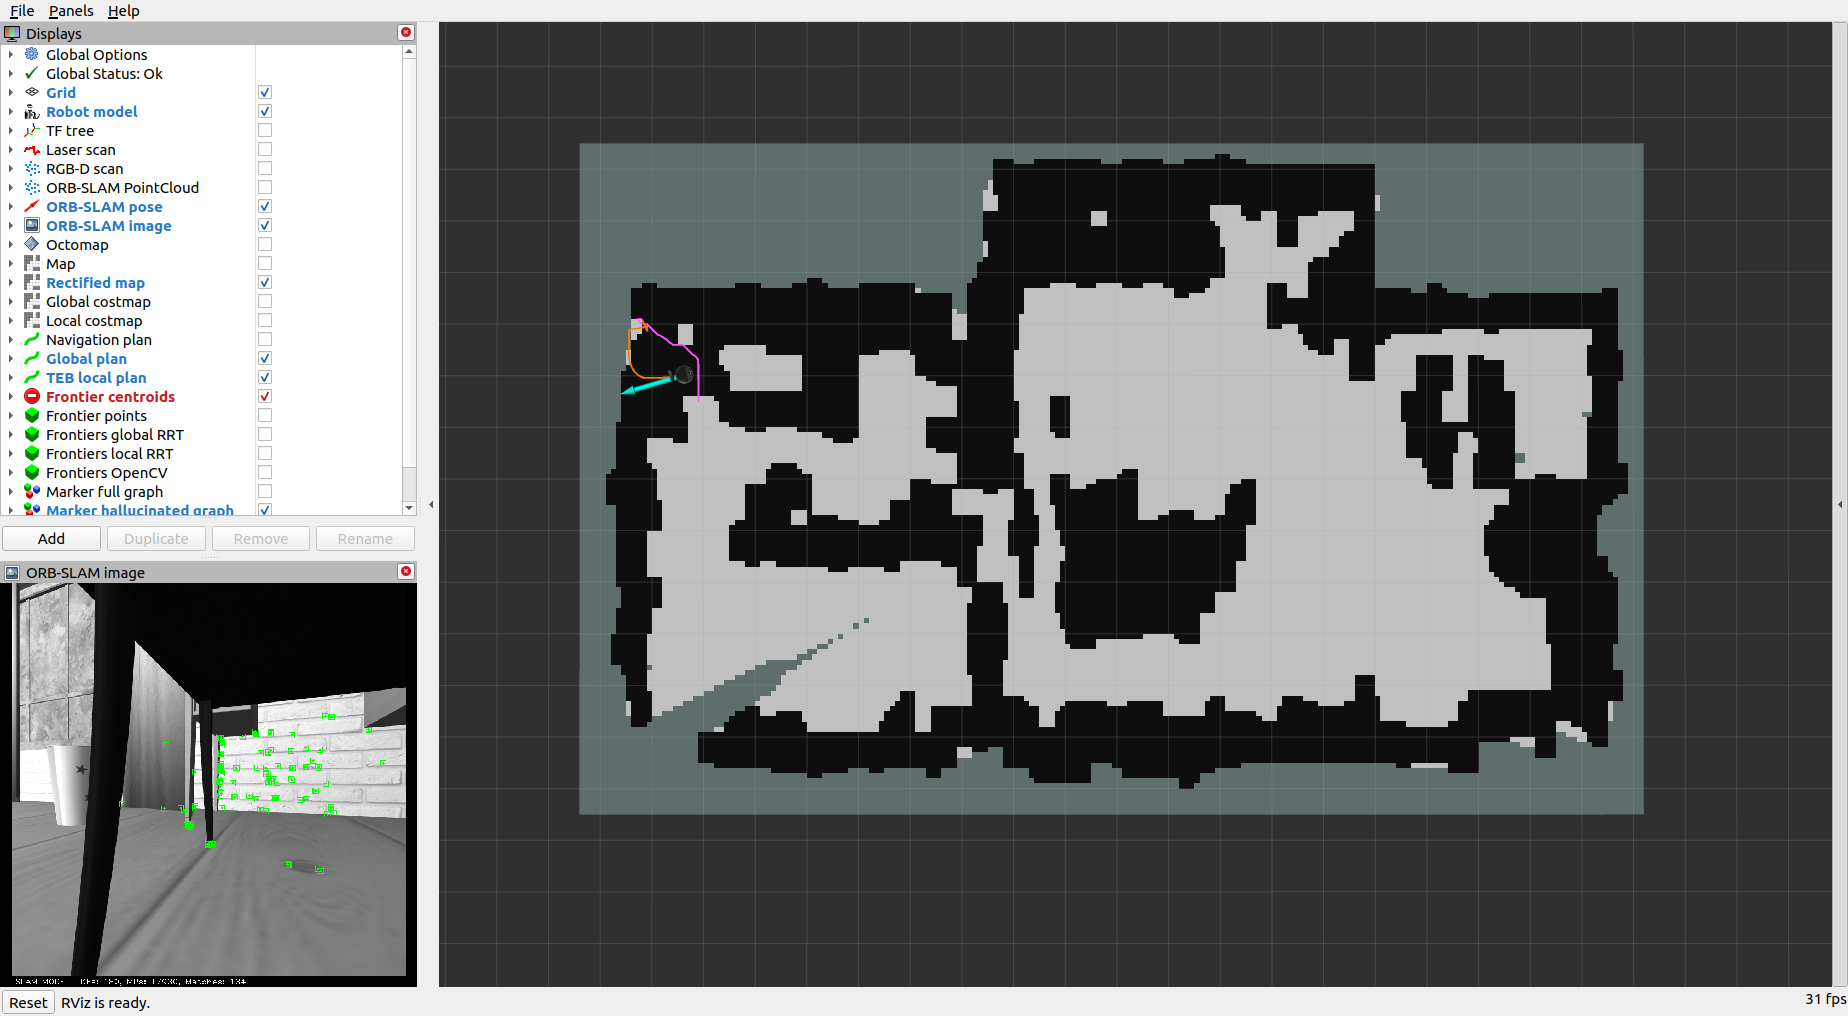 File Panels Help
Displays
Global Options
Global Status: Ok
Grid
Robot model
TF tree
Laser scan
RGB-D scan
ORB-SLAM PointCloud
ORB-SLAM pose
ORB-SLAM image
Octomap
Map
Rectified map
Global costmap
Local costmap
Navigation plan
Global plan
TEB local plan
Frontier centroids
Frontier points
Frontiers global RRT
Frontiers local RRT
Frontiers OpenCV
Marker full graph
Marker hallucinated graph
Add Duplicate Remove Rename
ORB-SLAM image
Matches: 134
Reset RViz is ready. 31 fps